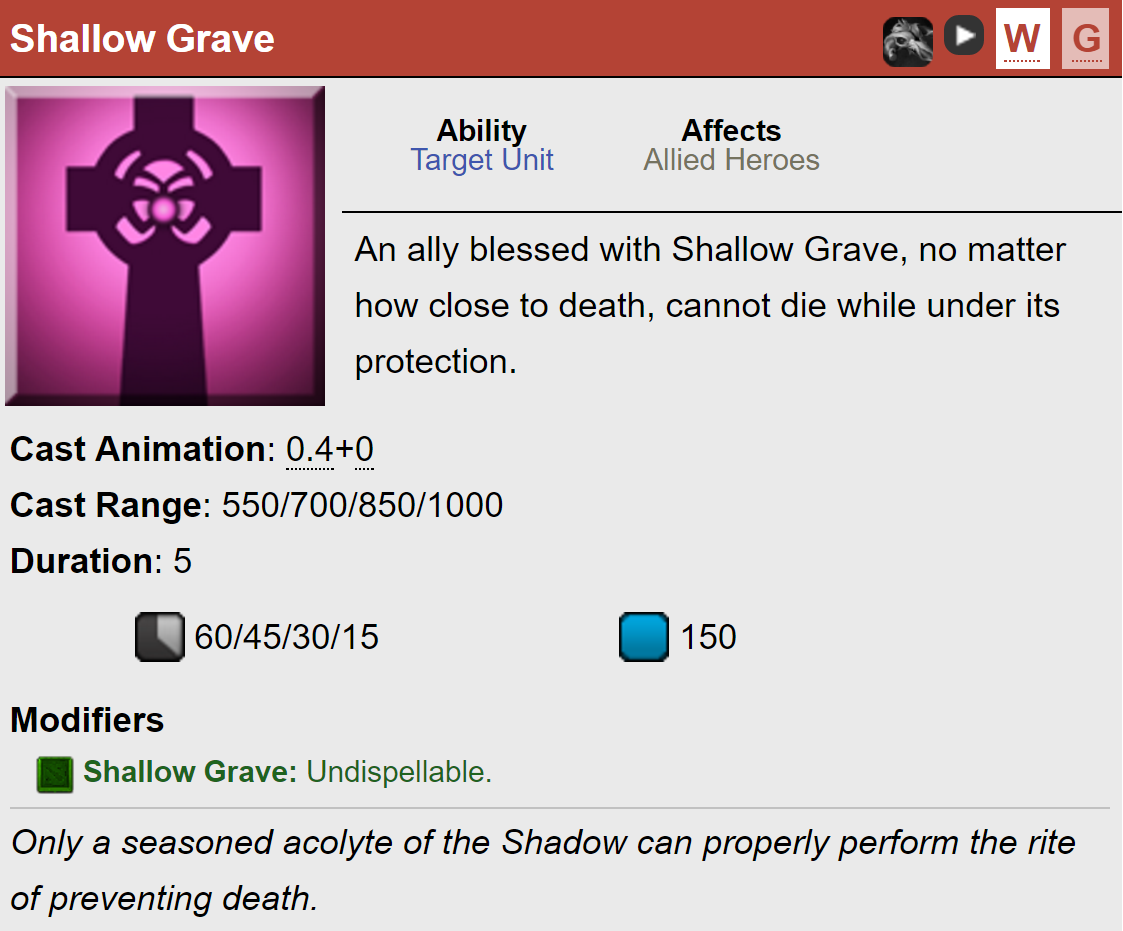 Shallow Grave W G
Ability Affects
Target Unit Allied Heroes
An ally blessed with Shallow Grave, no matter
how close to death, cannot die while under its
protection.
Cast Animation: 0.4+0
Cast Range: 550/700/850/1000
Duration: 5
60/45/30/15 150
Modifiers
Shallow Grave: Undispellable.
Only a seasoned acolyte of the Shadow can properly perform the rite
of preventing death.